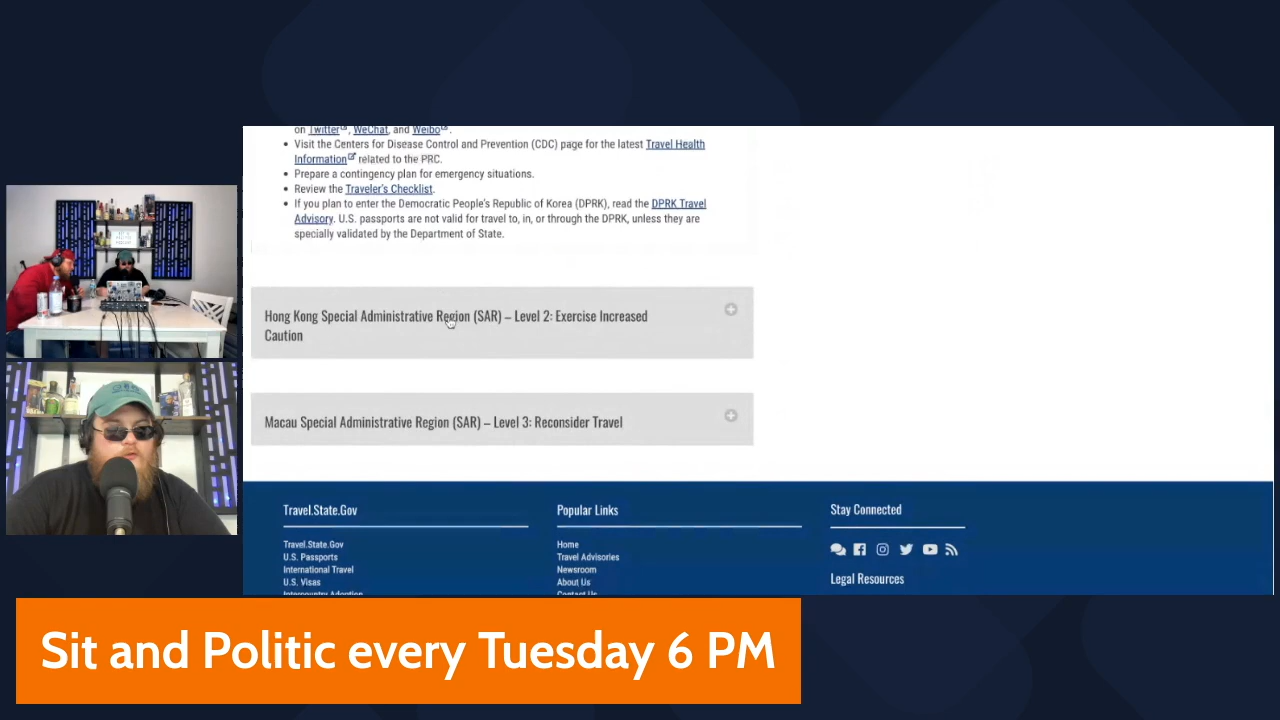 on Twitter, WeChat, and Weibo.
• Visit the Centers for Disease Control and Prevention (CDC) page for the latest Travel Health
Information related to the PRC.
• Prepare a contingency plan for emergency situations.
• Review the Traveler's Checklist.
• If you plan to enter the Democratic People's Republic of Korea (DPRK), read the DPRK Travel
Advisory. U.S. passports are not valid for travel to, in, or through the DPRK, unless they are
specially validated by the Department of State.
Hong Kong Special Administrative Region (SAR) – Level 2: Exercise Increased
Caution
Macau Special Administrative Region (SAR) – Level 3: Reconsider Travel
Travel.State.Gov
Travel.State.Gov
U.S. Passports
International Travel
U.S. Visas
Intercountry Adoption
Popular Links
Home
Travel Advisories
Newsroom
About Us
Contact Us
Stay Connected
Legal Resources
Sit and Politic every Tuesday 6 PM